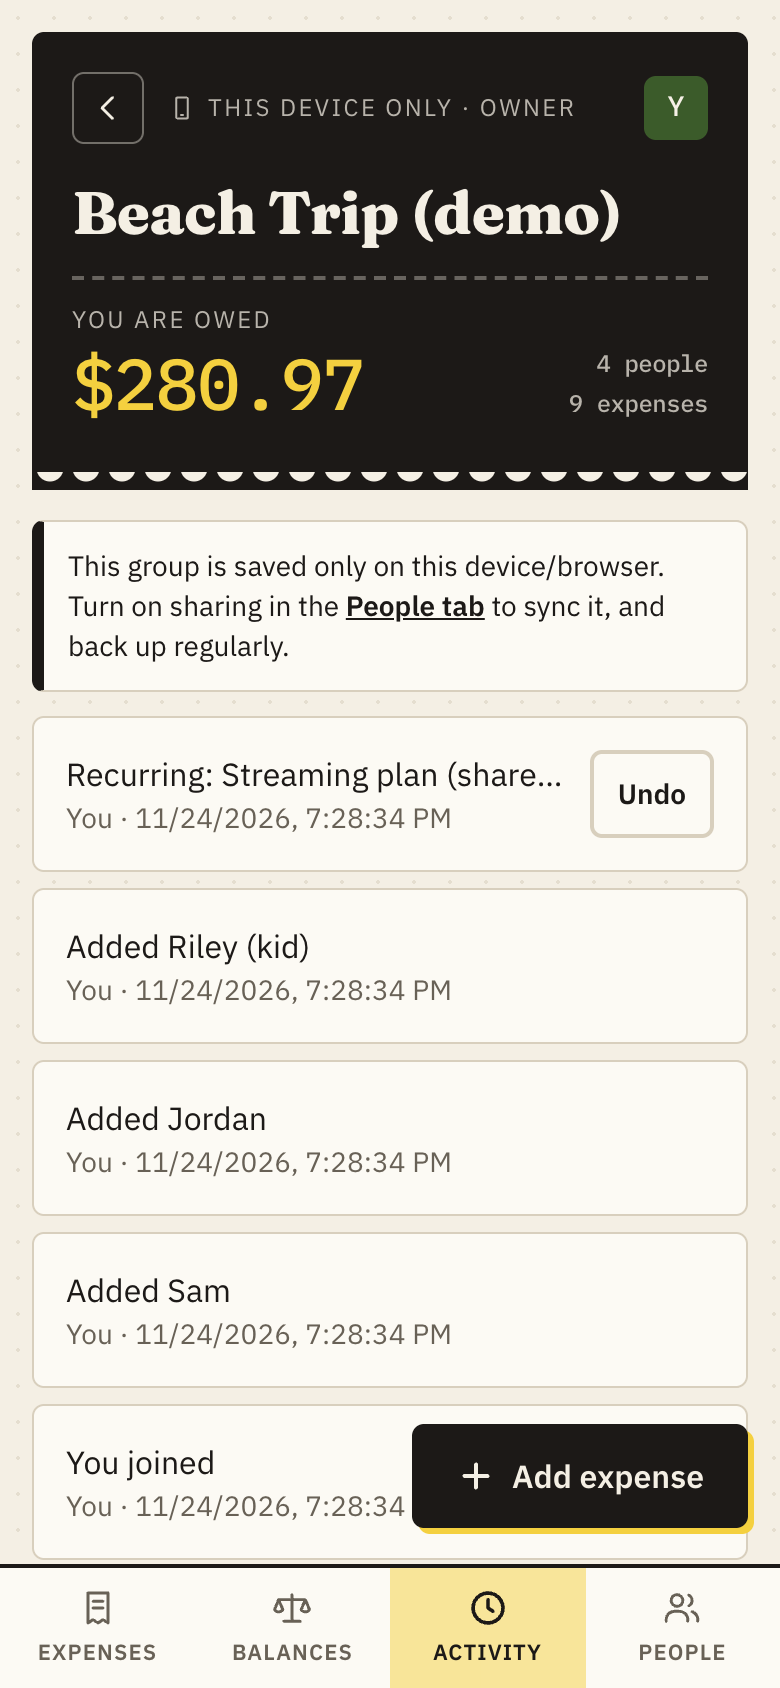 THIS DEVICE ONLY · OWNER
Y
Beach Trip (demo)
YOU ARE OWED
$280.97
4 people
9 expenses
This group is saved only on this device/browser.
Turn on sharing in the People tab to sync it, and
back up regularly.
Recurring: Streaming plan (share...
You · 11/24/2026, 7:28:34 PM
Undo
Added Riley (kid)
You · 11/24/2026, 7:28:34 PM
Added Jordan
You · 11/24/2026, 7:28:34 PM
Added Sam
You · 11/24/2026, 7:28:34 PM
You joined
You · 11/24/2026, 7:28:34
Add expense
EXPENSES
BALANCES
ACTIVITY
PEOPLE